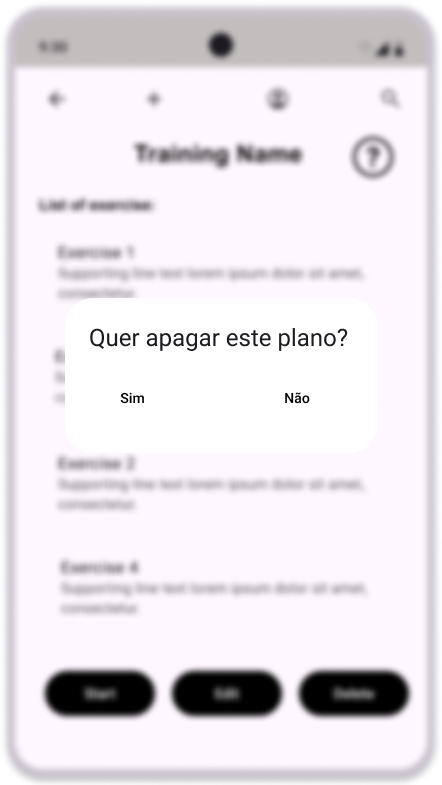 9:30
Training Name
?
List of exercise:
Exercise 1
Supporting line text lorem ipsum dolor sit amet,
consectetur.
Quer apagar este plano?
Sim Não
Exercise 2
Supporting line text lorem ipsum dolor sit amet,
consectetur.
Exercise 4
Supporting line text lorem ipsum dolor sit amet,
consectetur.
Start Edit Delete